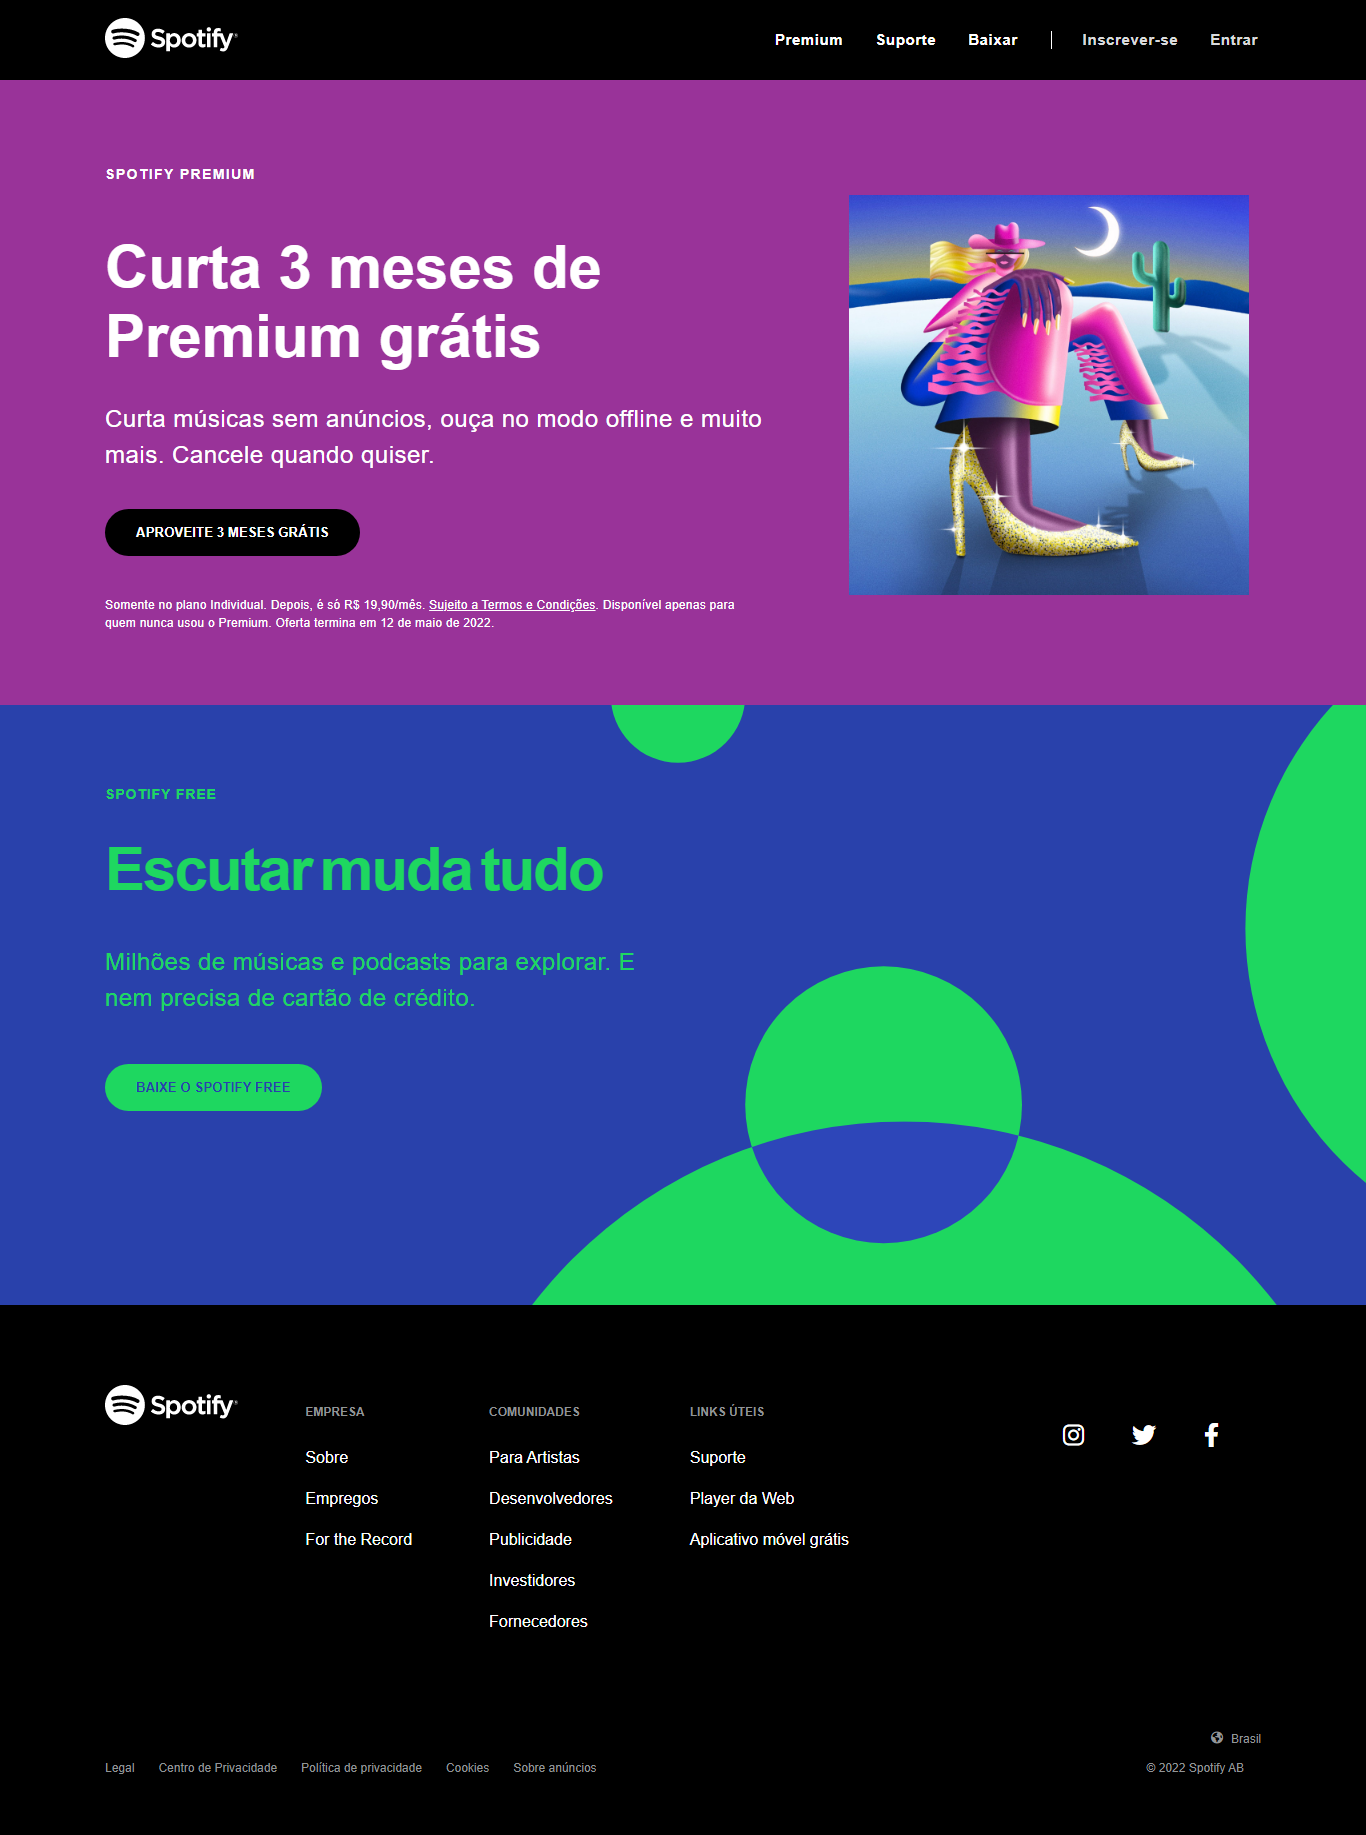 Spotify
Premium Suporte Baixar Inscrever-se Entrar
SPOTIFY PREMIUM
Curta 3 meses de
Premium grátis
Curta músicas sem anúncios, ouça no modo offline e muito
mais. Cancele quando quiser.
APROVEITE 3 MESES GRÁTIS
Somente no plano Individual. Depois, é só R$ 19,90/mês. Sujeito a Termos e Condições. Disponível apenas para
quem nunca usou o Premium. Oferta termina em 12 de maio de 2022.
SPOTIFY FREE
Escutar muda tudo
Milhões de músicas e podcasts para explorar. E
nem precisa de cartão de crédito.
BAIXE O SPOTIFY FREE
Spotify
EMPRESA
Sobre
Empregos
For the Record
COMUNIDADES
Para Artistas
Desenvolvedores
Publicidade
Investidores
Fornecedores
LINKS ÚTEIS
Suporte
Player da Web
Aplicativo móvel grátis
Brasil
Legal Centro de Privacidade Política de privacidade Cookies Sobre anúncios
© 2022 Spotify AB